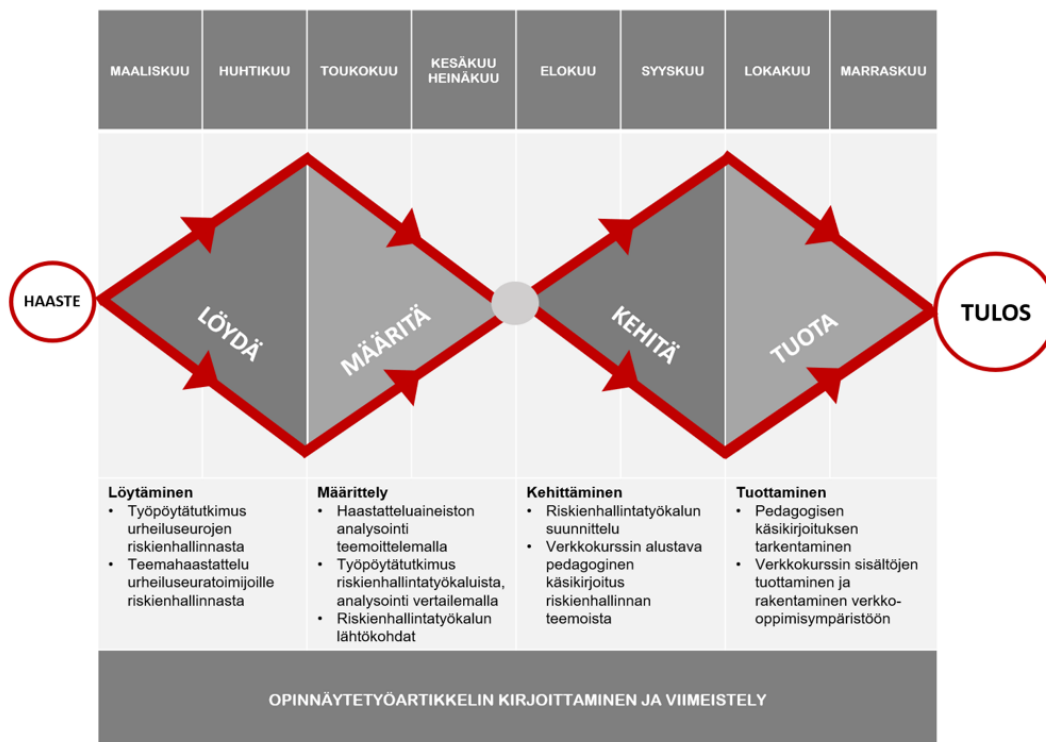 MAALISKUU
HUHTIKUU
TOUKOKUU
KESÄKUU
HEINÄKUU
ELOKUU
SYYSKUU
LOKAKUU
MARRASKUU
HAASTE
LÖYDÄ
MÄÄRITÄ
KEHITÄ
TUOTA
TULOS
Löytäminen
• Työpöytätutkimus
urheiluseurojen
riskienhallinnasta
• Teemahaastattelu
urheiluseuratoimijoille
riskienhallinnasta
Määrittely
• Haastatteluaineiston
analysointi
teemoittelemalla
• Työpöytätutkimus
riskienhallintatyökaluista,
analysointi vertailemalla
• Riskienhallintatyökalun
lähtökohdat
Kehittäminen
• Riskienhallintatyökalun
suunnittelu
• Verkkokurssin alustava
pedagoginen
käsikirjoitus
riskienhallinnan
teemoista
Tuottaminen
• Pedagogisen
käsikirjoituksen
tarkentaminen
• Verkkokurssin sisältöjen
tuottaminen ja
rakentaminen verkko-
oppimisympäristöön
OPINNÄYTETYÖARTIKKELIN KIRJOITTAMINEN JA VIIMEISTELY